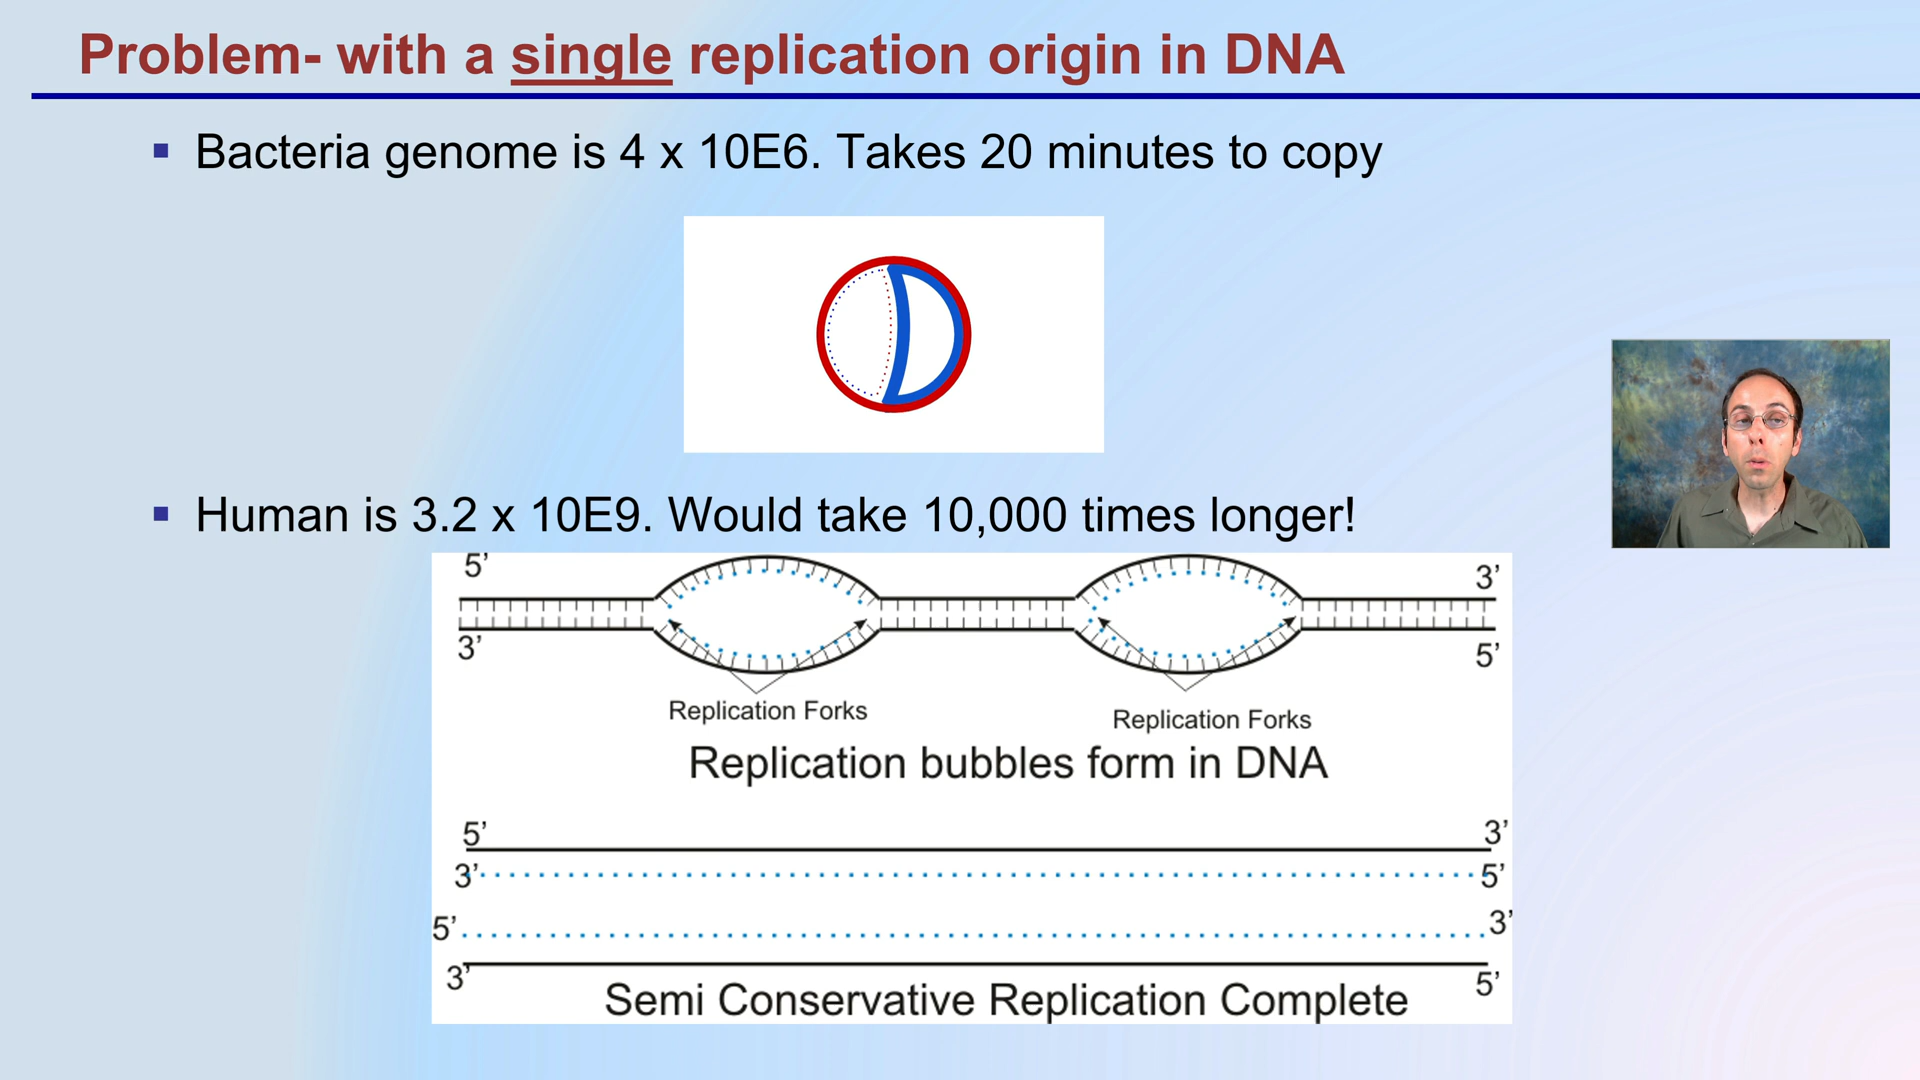 Problem- with a single replication origin in DNA
Bacteria genome is 4 x 10E6. Takes 20 minutes to copy
Human is 3.2 x 10E9. Would take 10,000 times longer!
5’ 3’
3’ 5’
Replication Forks Replication Forks
Replication bubbles form in DNA
5’ 3’
3’ 5’
5’ 3’
3’ 5’
Semi Conservative Replication Complete